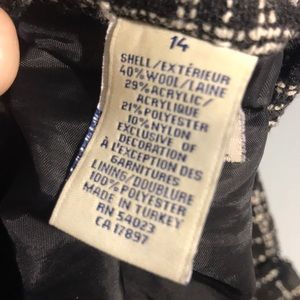 14
SHELL/EXTÉRIEUR
40% WOOL/LAINE
29% ACRYLIC/
ACRYLIQUE
21% POLYESTER
10% NYLON
EXCLUSIVE OF
DECORATION
À L'EXCEPTION DES
GARNITURES
LINING/DOUBLURE
100% POLYESTER
MADE IN TURKEY
RN 54023
CA 17897